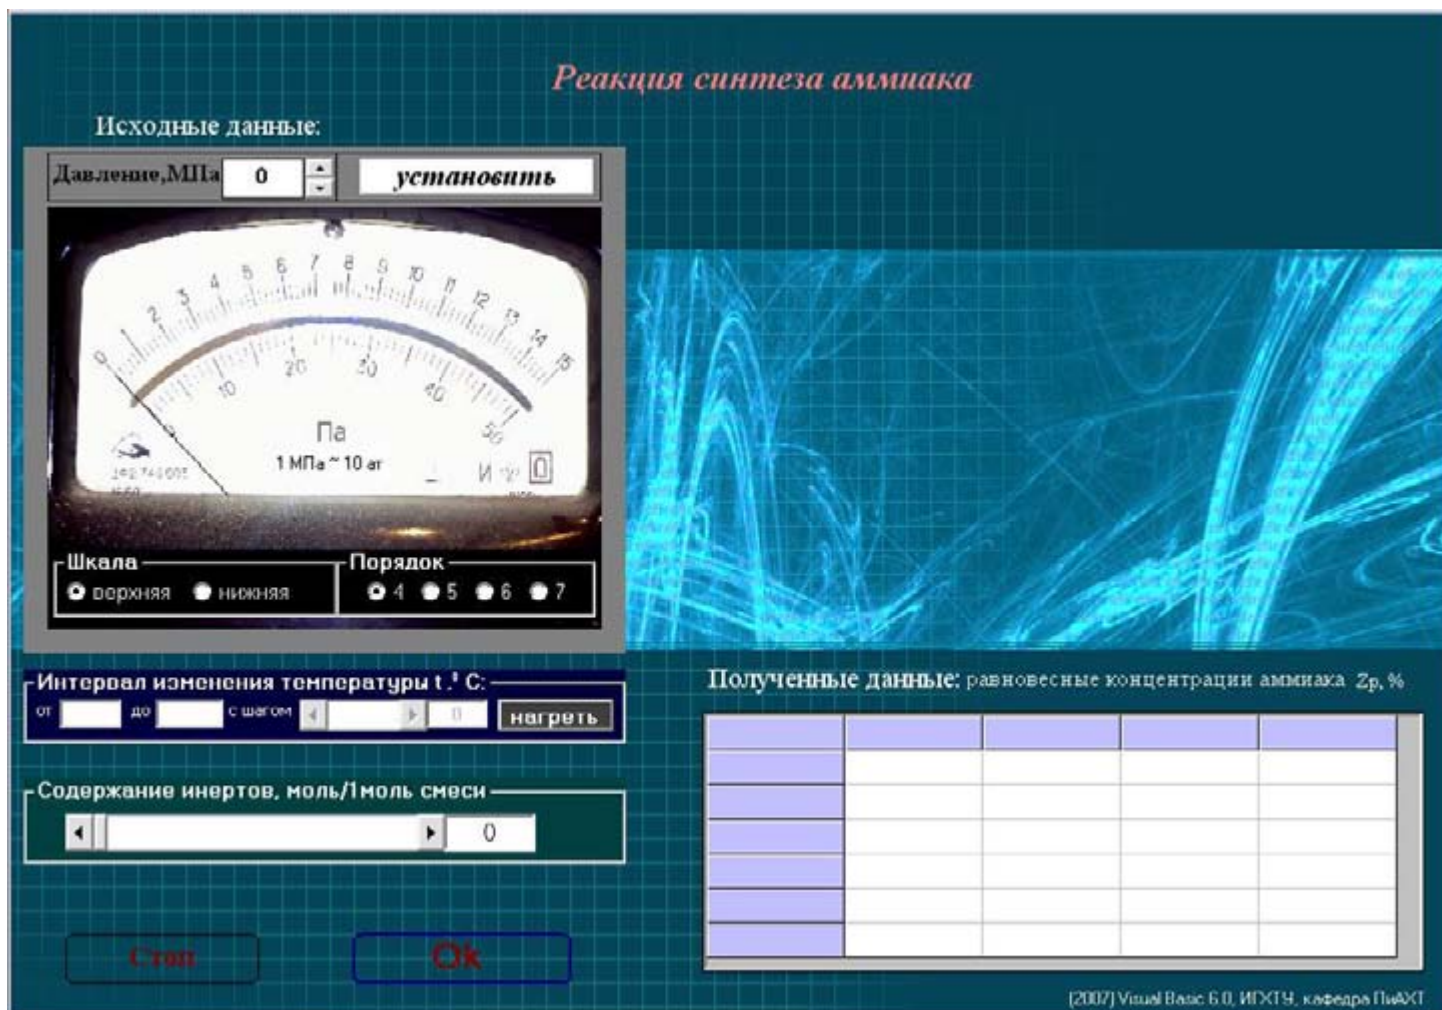 Реакция синтеза аммиака
Исходные данные:
Давление,МПа 0 установить
0 1 2 3 4 5 6 7 8 9 10 11 12 13 14 15
0 10 20 30 40 50
Па
1 МПа ~ 10 ат
И
Шкала
верхняя нижняя
Порядок
4 5 6 7
Интервал изменения температуры t,° C:
от до с шагом 0 нагреть
Содержание инертов, моль/1моль смеси
0
Стоп Ok
Полученные данные: равновесные концентрации аммиака Zp, %
(2007) Visual Basic 6.0, ИГХТУ, кафедра ПиАХТ